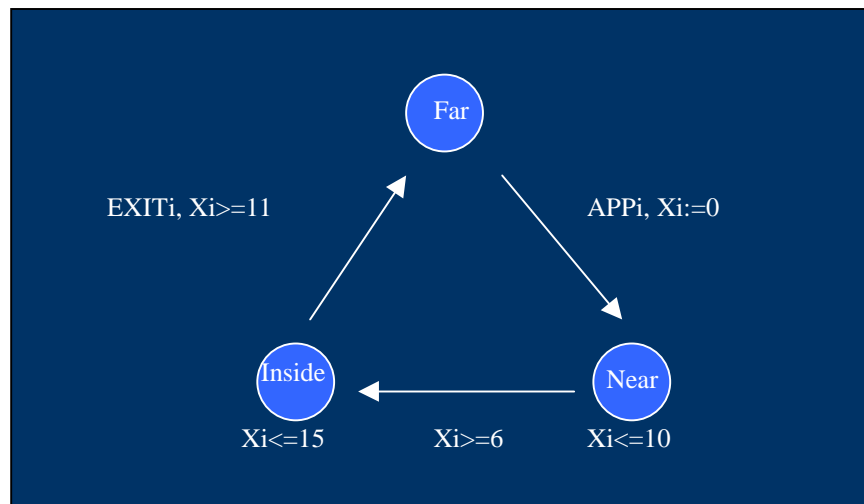 Far
EXITi, Xi>=11
APPi, Xi:=0
Inside
Near
Xi<=15
Xi>=6
Xi<=10